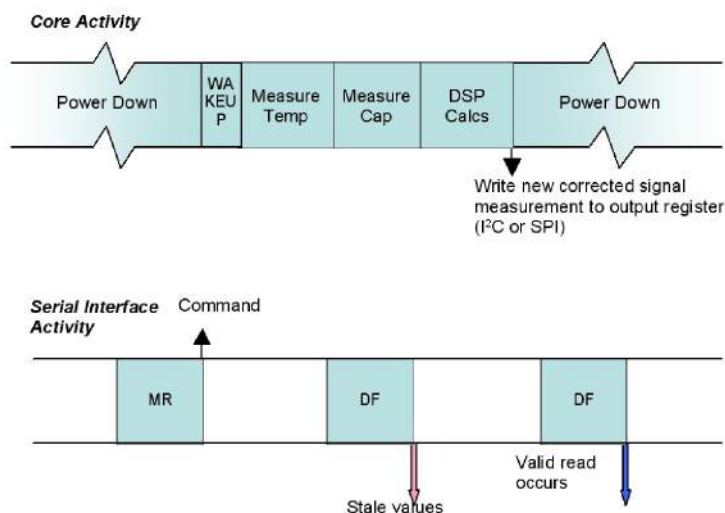 Core Activity
Power Down
WA
KEU
P
Measure
Temp
Measure
Cap
DSP
Calcs
Power Down
Write new corrected signal
measurement to output register
(I²C or SPI)
Serial Interface
Activity
Command
MR
DF
DF
Stale values
Valid read
occurs